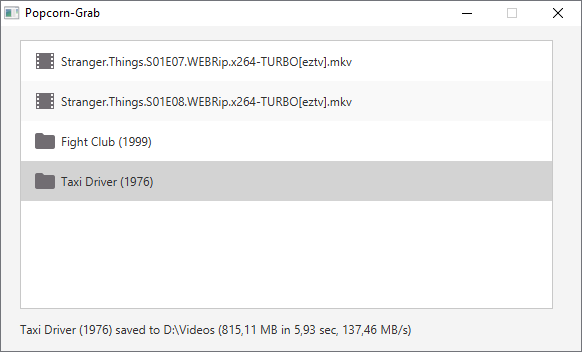 Popcorn-Grab
Stranger.Things.S01E07.WEBRip.x264-TURBO[eztv].mkv
Stranger.Things.S01E08.WEBRip.x264-TURBO[eztv].mkv
Fight Club (1999)
Taxi Driver (1976)
Taxi Driver (1976) saved to D:\Videos (815,11 MB in 5,93 sec, 137,46 MB/s)